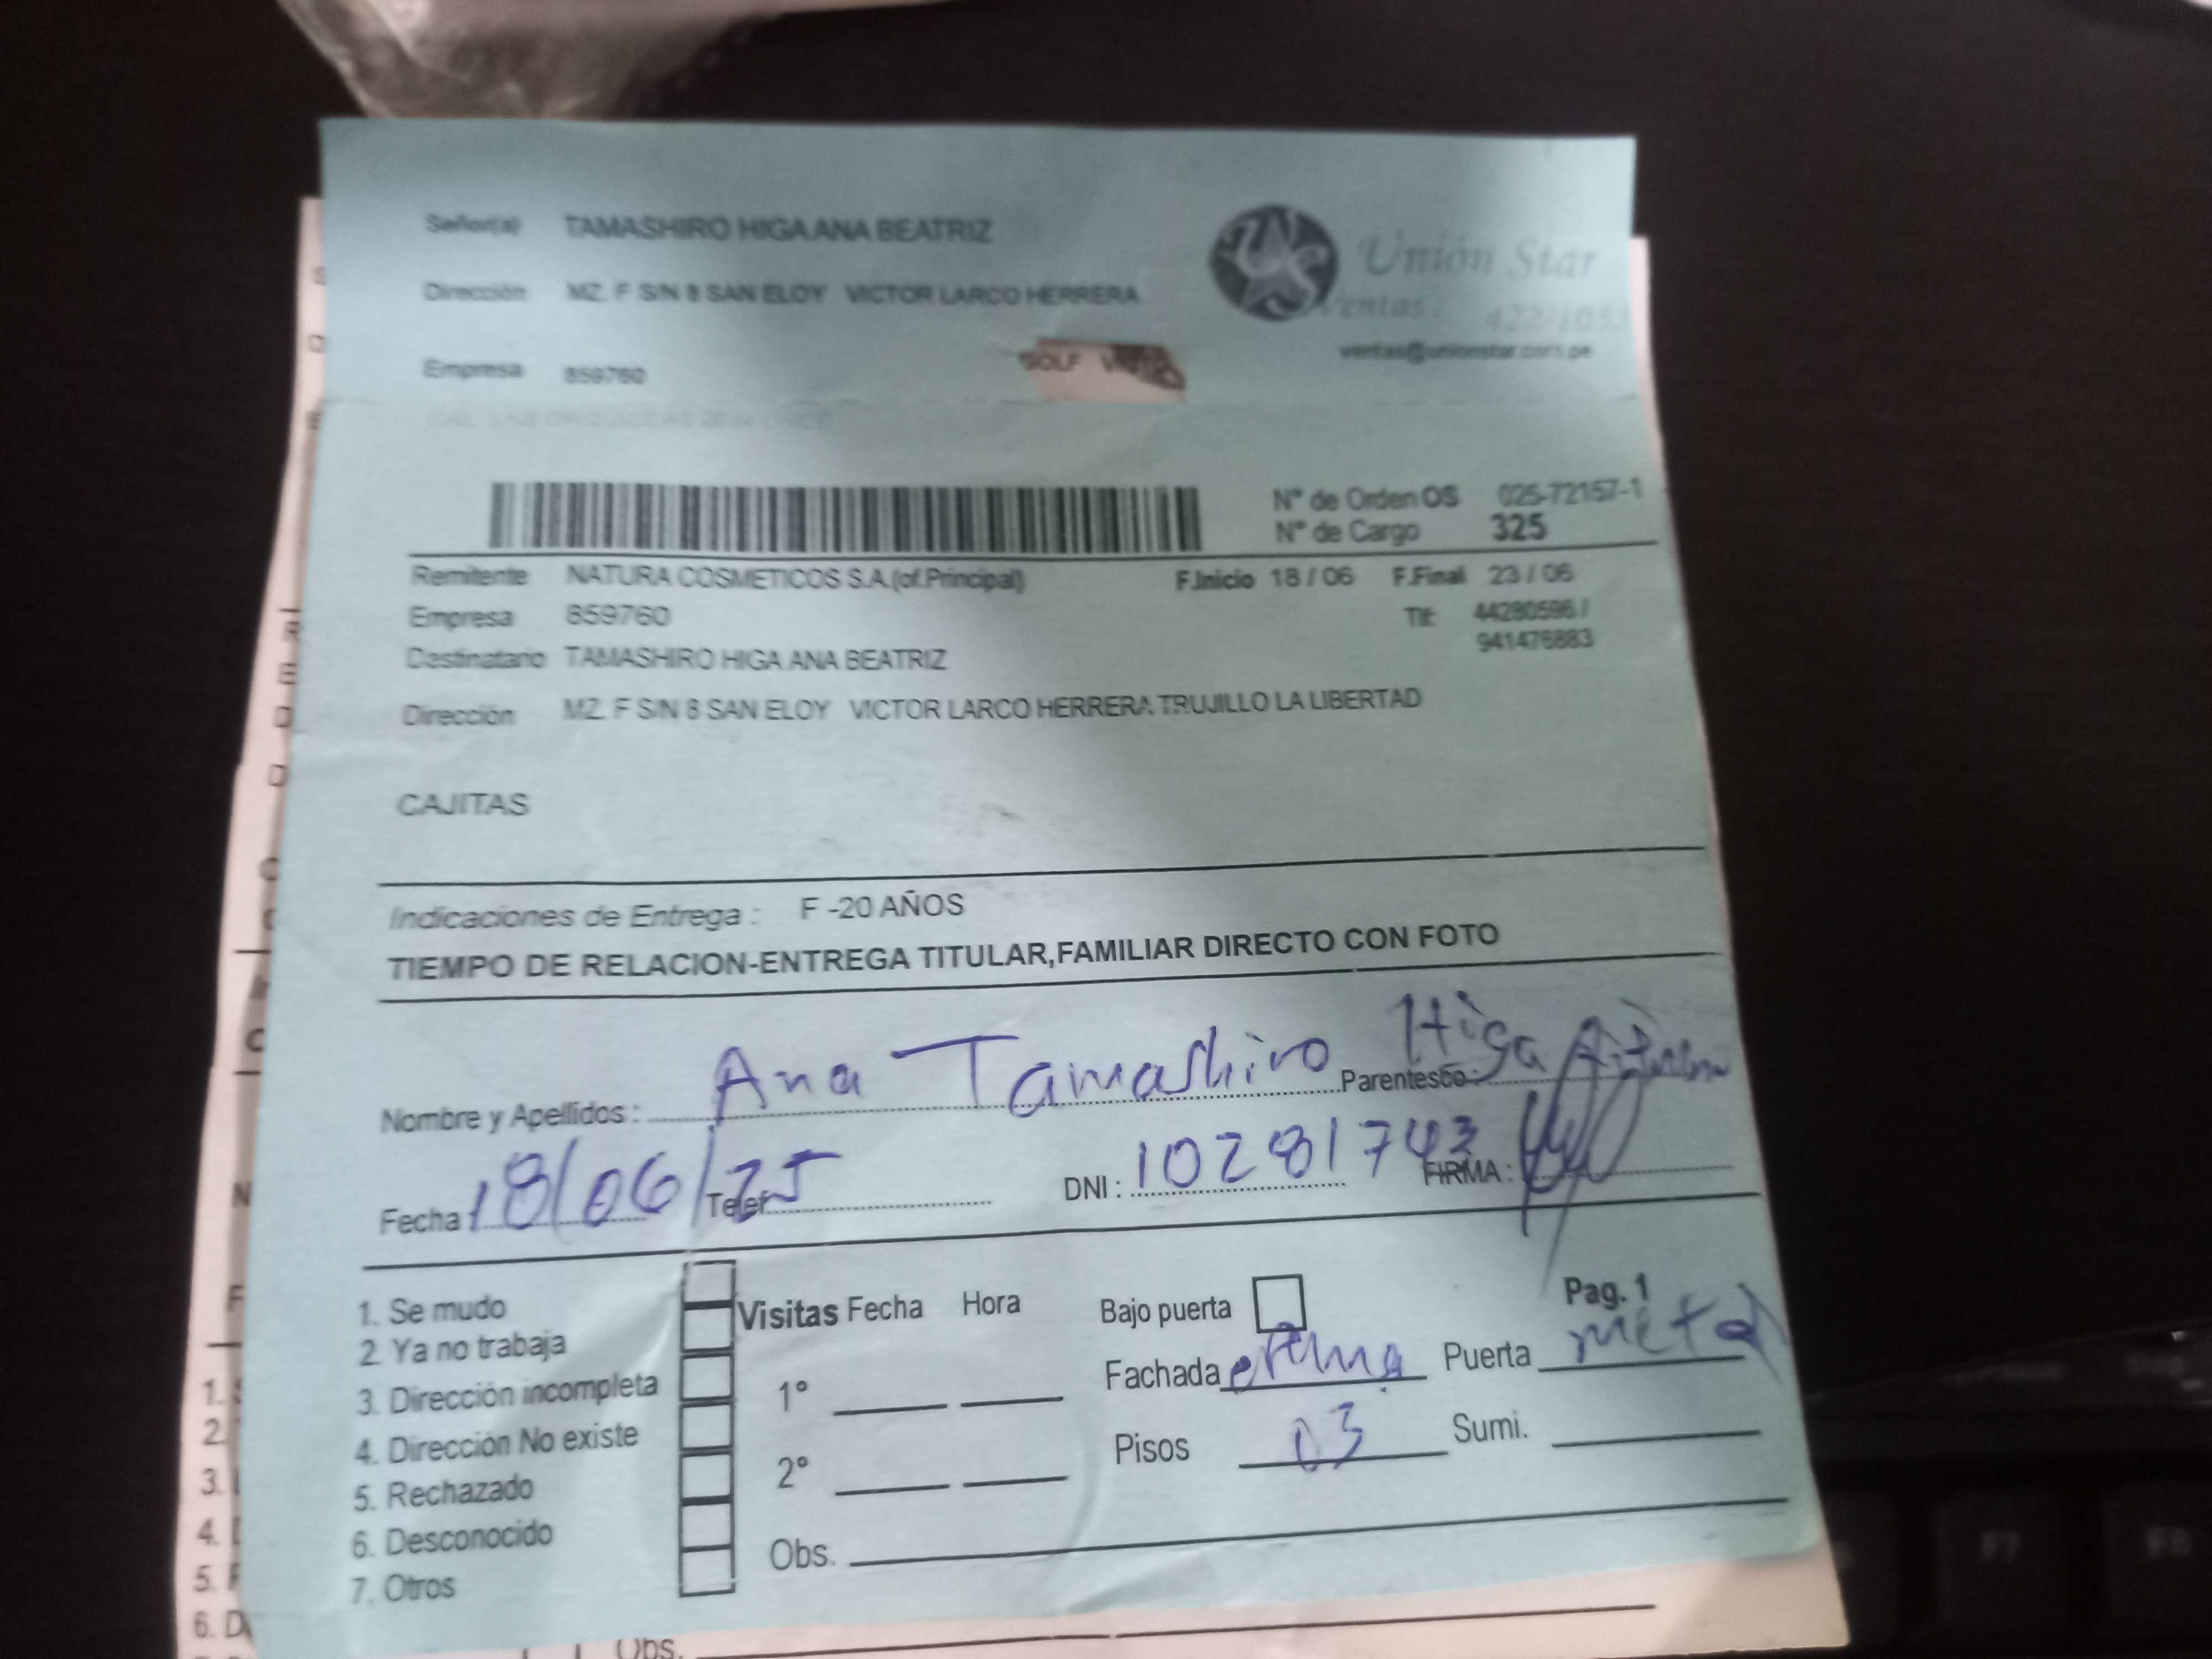 Señor(a) TAMASHIRO HIGA ANA BEATRIZ
Unión Star
Dirección MZ. F S/N 8 SAN ELOY VICTOR LARCO HERRERA
Ventas: 422-1053
ventas@unionstar.com.pe
GOLF
Empresa 859760
N° de Orden OS 025-72157-1
N° de Cargo 325
Remitente NATURA COSMETICOS S.A.(of.Principal) F.Inicio 18 / 06 F.Final 23 / 06
Empresa 859760 Tlf: 44280596 / 941476883
Destinatario TAMASHIRO HIGA ANA BEATRIZ
Dirección MZ. F S/N 8 SAN ELOY VICTOR LARCO HERRERA TRUJILLO LA LIBERTAD
CAJITAS
Indicaciones de Entrega : F -20 AÑOS
TIEMPO DE RELACION-ENTREGA TITULAR,FAMILIAR DIRECTO CON FOTO
Nombre y Apellidos : Ana Tamashiro Higa Parentesco:
Fecha 18/06/25 Telef. DNI : 10281743 FIRMA :
1. Se mudo
2. Ya no trabaja
3. Dirección incompleta
4. Dirección No existe
5. Rechazado
6. Desconocido
7. Otros
Visitas Fecha Hora
1°
2°
Obs.
Bajo puerta
Pag. 1
Fachada Puerta metal
Pisos 03 Sumi.
Obs.